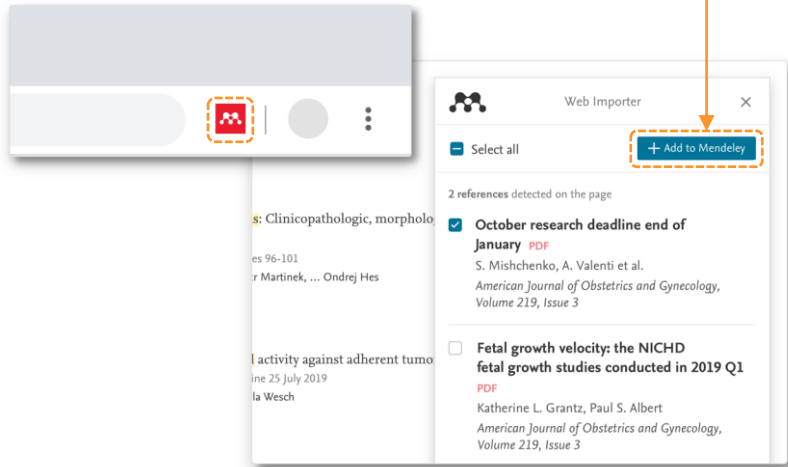 Web Importer
Select all
+ Add to Mendeley
2 references detected on the page
October research deadline end of
January PDF
S. Mishchenko, A. Valenti et al.
American Journal of Obstetrics and Gynecology,
Volume 219, Issue 3
Fetal growth velocity: the NICHD
fetal growth studies conducted in 2019 Q1
PDF
Katherine L. Grantz, Paul S. Albert
American Journal of Obstetrics and Gynecology,
Volume 219, Issue 3
s: Clinicopathologic, morpholo
es 96-101
r Martinek, ... Ondrej Hes
activity against adherent tumo
ine 25 July 2019
la Wesch